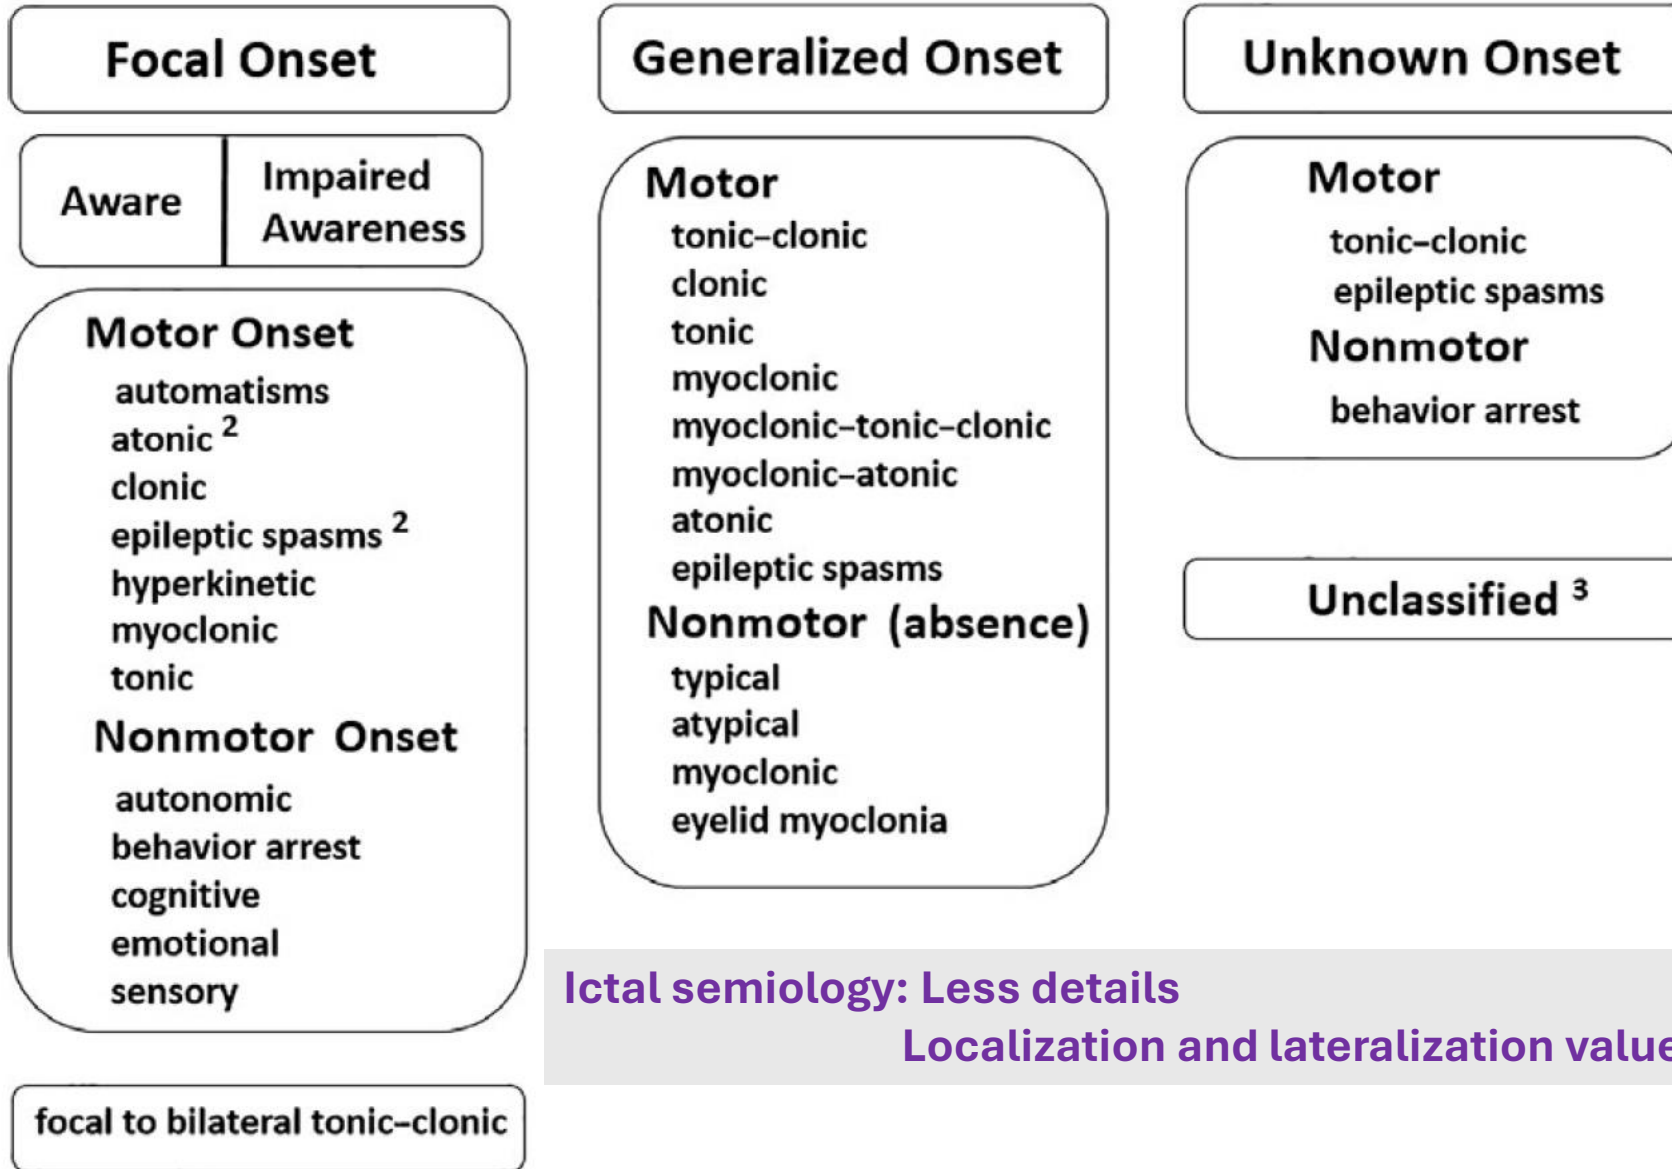 Focal Onset
Aware
Impaired
Awareness
Motor Onset
automatisms
atonic 2
clonic
epileptic spasms 2
hyperkinetic
myoclonic
tonic
Nonmotor Onset
autonomic
behavior arrest
cognitive
emotional
sensory
focal to bilateral tonic–clonic
Generalized Onset
Motor
tonic–clonic
clonic
tonic
myoclonic
myoclonic–tonic–clonic
myoclonic–atonic
atonic
epileptic spasms
Nonmotor (absence)
typical
atypical
myoclonic
eyelid myoclonia
Unknown Onset
Motor
tonic–clonic
epileptic spasms
Nonmotor
behavior arrest
Unclassified 3
Ictal semiology: Less details
Localization and lateralization value